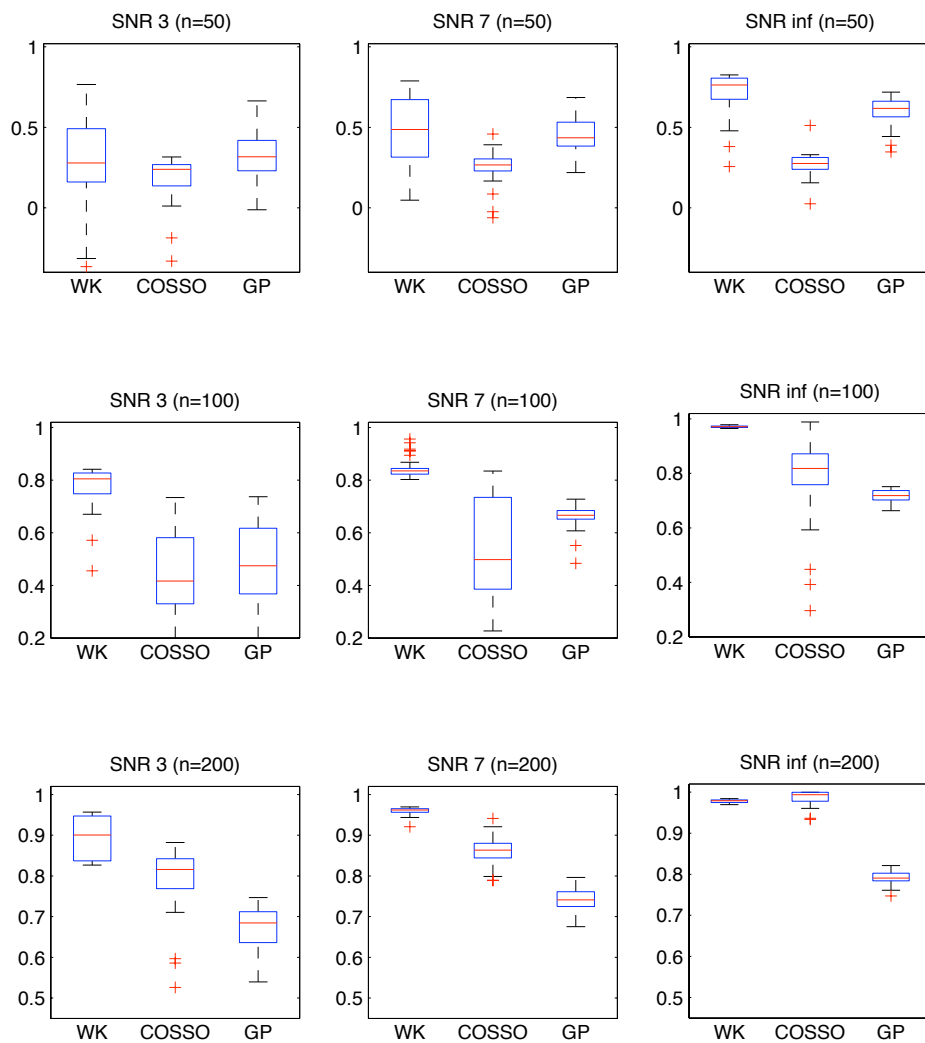 SNR 3 (n=50)
1
0.5
0
WK COSSO GP
SNR 7 (n=50)
1
0.5
0
WK COSSO GP
SNR inf (n=50)
1
0.5
0
WK COSSO GP
SNR 3 (n=100)
1
0.8
0.6
0.4
0.2
WK COSSO GP
SNR 7 (n=100)
1
0.8
0.6
0.4
0.2
WK COSSO GP
SNR inf (n=100)
1
0.8
0.6
0.4
0.2
WK COSSO GP
SNR 3 (n=200)
1
0.9
0.8
0.7
0.6
0.5
WK COSSO GP
SNR 7 (n=200)
1
0.9
0.8
0.7
0.6
0.5
WK COSSO GP
SNR inf (n=200)
1
0.9
0.8
0.7
0.6
0.5
WK COSSO GP